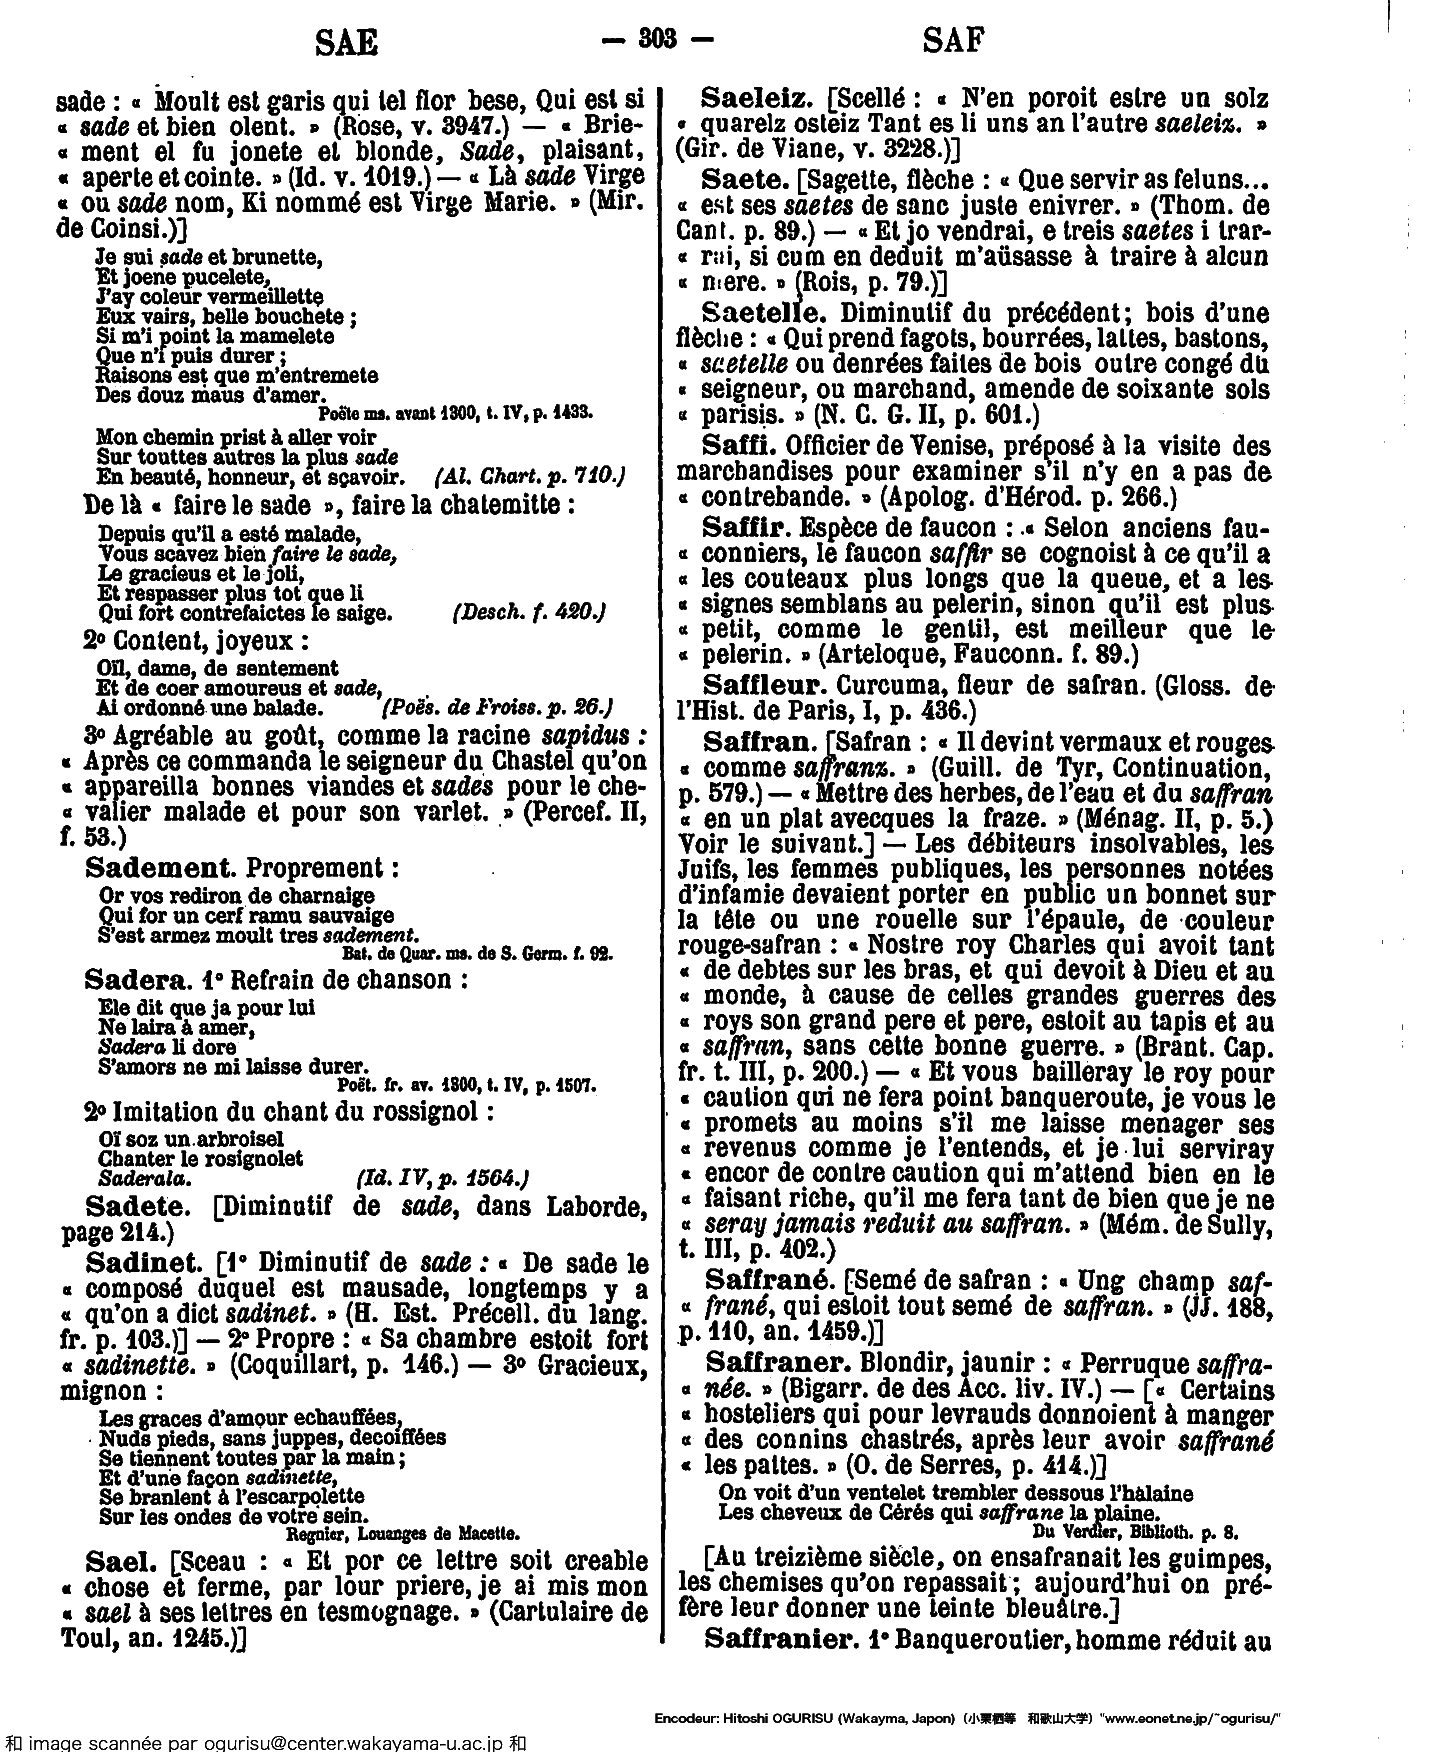 SAE
— 303 —
SAF
sade : « Moult est garis qui tel flor bese, Qui est si
« sade et bien olent. » (Rose, v. 3947.) — « Brie-
« ment el fu jonete et blonde, Sade, plaisant,
« aperte et cointe. » (Id. v. 1019.) — « Là sade Virge
« ou sade nom, Ki nommé est Virge Marie. » (Mir.
de Coinsi.)]
Je sui sade et brunette,
Et joene pucelete,
J'ay coleur vermeillette
Eux vairs, belle bouchete ;
Si m'i point la mamelete
Que n'i puis durer ;
Raisons est que m'entremete
Des douz maus d'amer.
Poëte ms. avant 1300, t. IV, p. 1433.
Mon chemin prist à aller voir
Sur touttes autres la plus sade
En beauté, honneur, et sçavoir. (Al. Chart. p. 710.)
De là « faire le sade », faire la chatemitte :
Depuis qu'il a esté malade,
Vous scavez bien faire le sade,
Le gracieus et le joli,
Et respasser plus tot que li
Qui fort contrefaictes le saige. (Desch. f. 420.)
2º Content, joyeux :
Oïl, dame, de sentement
Et de coer amoureus et sade,
Ai ordonné une balade. (Poës. de Froiss. p. 26.)
3º Agréable au goût, comme la racine sapidus :
« Après ce commanda le seigneur du Chastel qu'on
« appareilla bonnes viandes et sades pour le che-
« valier malade et pour son varlet. » (Percef. II,
f. 53.)
Sadement. Proprement :
Or vos rediron de charnaige
Qui for un cerf ramu sauvaige
S'est armez moult tres sadement.
Bat. de Quar. ms. de S. Germ. f. 92.
Sadera. 1º Refrain de chanson :
Ele dit que ja pour lui
Ne laira à amer,
Sadera li dore
S'amors ne mi laisse durer.
Poët. fr. av. 1300, t. IV, p. 1507.
2º Imitation du chant du rossignol :
Oï soz un arbroisel
Chanter le rosignolet
Saderala. (Id. IV, p. 1564.)
Sadete. [Diminutif de sade, dans Laborde,
page 214.)
Sadinet. [1º Diminutif de sade : « De sade le
« composé duquel est mausade, longtemps y a
« qu'on a dict sadinet. » (H. Est. Précell. du lang.
fr. p. 103.)] — 2º Propre : « Sa chambre estoit fort
« sadinette. » (Coquillart, p. 146.) — 3º Gracieux,
mignon :
Les graces d'amour echauffées,
Nuds pieds, sans juppes, decoiffées
Se tiennent toutes par la main ;
Et d'une façon sadinette,
Se branlent à l'escarpolette
Sur les ondes de votre sein.
Regnier, Louanges de Macette.
Sael. [Sceau : « Et por ce lettre soit creable
« chose et ferme, par lour priere, je ai mis mon
« sael à ses lettres en tesmognage. » (Cartulaire de
Toul, an. 1245.)]
Saeleiz. [Scellé : « N'en poroit estre un solz
« quarelz osteiz Tant es li uns an l'autre saeleiz. »
(Gir. de Viane, v. 3228.)]
Saete. [Sagette, flèche : « Que servir as feluns...
« est ses saetes de sanc juste enivrer. » (Thom. de
Cant. p. 89.) — « Et jo vendrai, e treis saetes i trar-
« rai, si cum en deduit m'aüsasse à traire à alcun
« mere. » (Rois, p. 79.)]
Saetelle. Diminutif du précédent ; bois d'une
flèche : « Qui prend fagots, bourrées, lattes, bastons,
« saetelle ou denrées faites de bois outre congé du
« seigneur, ou marchand, amende de soixante sols
« parisis. » (N. C. G. II, p. 601.)
Saffi. Officier de Venise, préposé à la visite des
marchandises pour examiner s'il n'y en a pas de
« contrebande. » (Apolog. d'Hérod. p. 266.)
Saffir. Espèce de faucon : « Selon anciens fau-
« conniers, le faucon saffir se cognoist à ce qu'il a
« les couteaux plus longs que la queue, et a les
« signes semblans au pelerin, sinon qu'il est plus
« petit, comme le gentil, est meilleur que le
« pelerin. » (Arteloque, Fauconn. f. 89.)
Saffleur. Curcuma, fleur de safran. (Gloss. de
l'Hist. de Paris, I, p. 436.)
Saffran. [Safran : « Il devint vermaux et rouges
« comme saffranz. » (Guill. de Tyr, Continuation,
p. 579.) — « Mettre des herbes, de l'eau et du saffran
« en un plat avecques la fraze. » (Ménag. II, p. 5.)
Voir le suivant.] — Les débiteurs insolvables, les
Juifs, les femmes publiques, les personnes notées
d'infamie devaient porter en public un bonnet sur
la tête ou une rouelle sur l'épaule, de couleur
rouge-safran : « Nostre roy Charles qui avoit tant
« de debtes sur les bras, et qui devoit à Dieu et au
« monde, à cause de celles grandes guerres des
« roys son grand pere et pere, estoit au tapis et au
« saffran, sans cette bonne guerre. » (Brant. Cap.
fr. t. III, p. 200.) — « Et vous bailleray le roy pour
« caution qui ne fera point banqueroute, je vous le
« promets au moins s'il me laisse menager ses
« revenus comme je l'entends, et je lui serviray
« encor de contre caution qui m'attend bien en le
« faisant riche, qu'il me fera tant de bien que je ne
« seray jamais reduit au saffran. » (Mém. de Sully,
t. III, p. 402.)
Saffrané. [Semé de safran : « Ung champ saf-
« frané, qui estoit tout semé de saffran. » (JJ. 188,
p. 110, an. 1459.)]
Saffraner. Blondir, jaunir : « Perruque saffra-
« née. » (Bigarr. de des Acc. liv. IV.) — [« Certains
« hosteliers qui pour levrauds donnoient à manger
« des connins chastrés, après leur avoir saffrané
« les pattes. » (O. de Serres, p. 414.)]
On voit d'un ventelet trembler dessous l'halaine
Les cheveux de Cérés qui saffrane la plaine.
Du Verdier, Biblioth. p. 8.
[Au treizième siècle, on ensafranait les guimpes,
les chemises qu'on repassait ; aujourd'hui on pré-
fère leur donner une teinte bleuâtre.]
Saffranier. 1º Banqueroutier, homme réduit au
Encodeur: Hitoshi OGURISU (Wakayma, Japon) (小栗栖等 和歌山大学) "www.eonet.ne.jp/~ogurisu/"
和 image scannée par ogurisu@center.wakayama-u.ac.jp 和